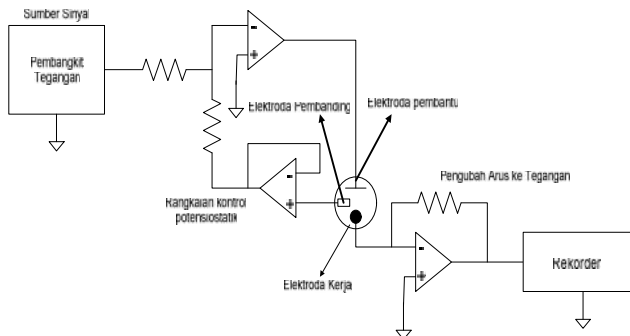 Sumber Sinyal
Pembangkit
Tegangan
-
+
Elektroda Pembanding
Elektroda pembantu
Pengubah Arus ke Tegangan
-
+
Rangkaian kontrol
potensiostatik
-
+
Rekorder
Elektroda Kerja